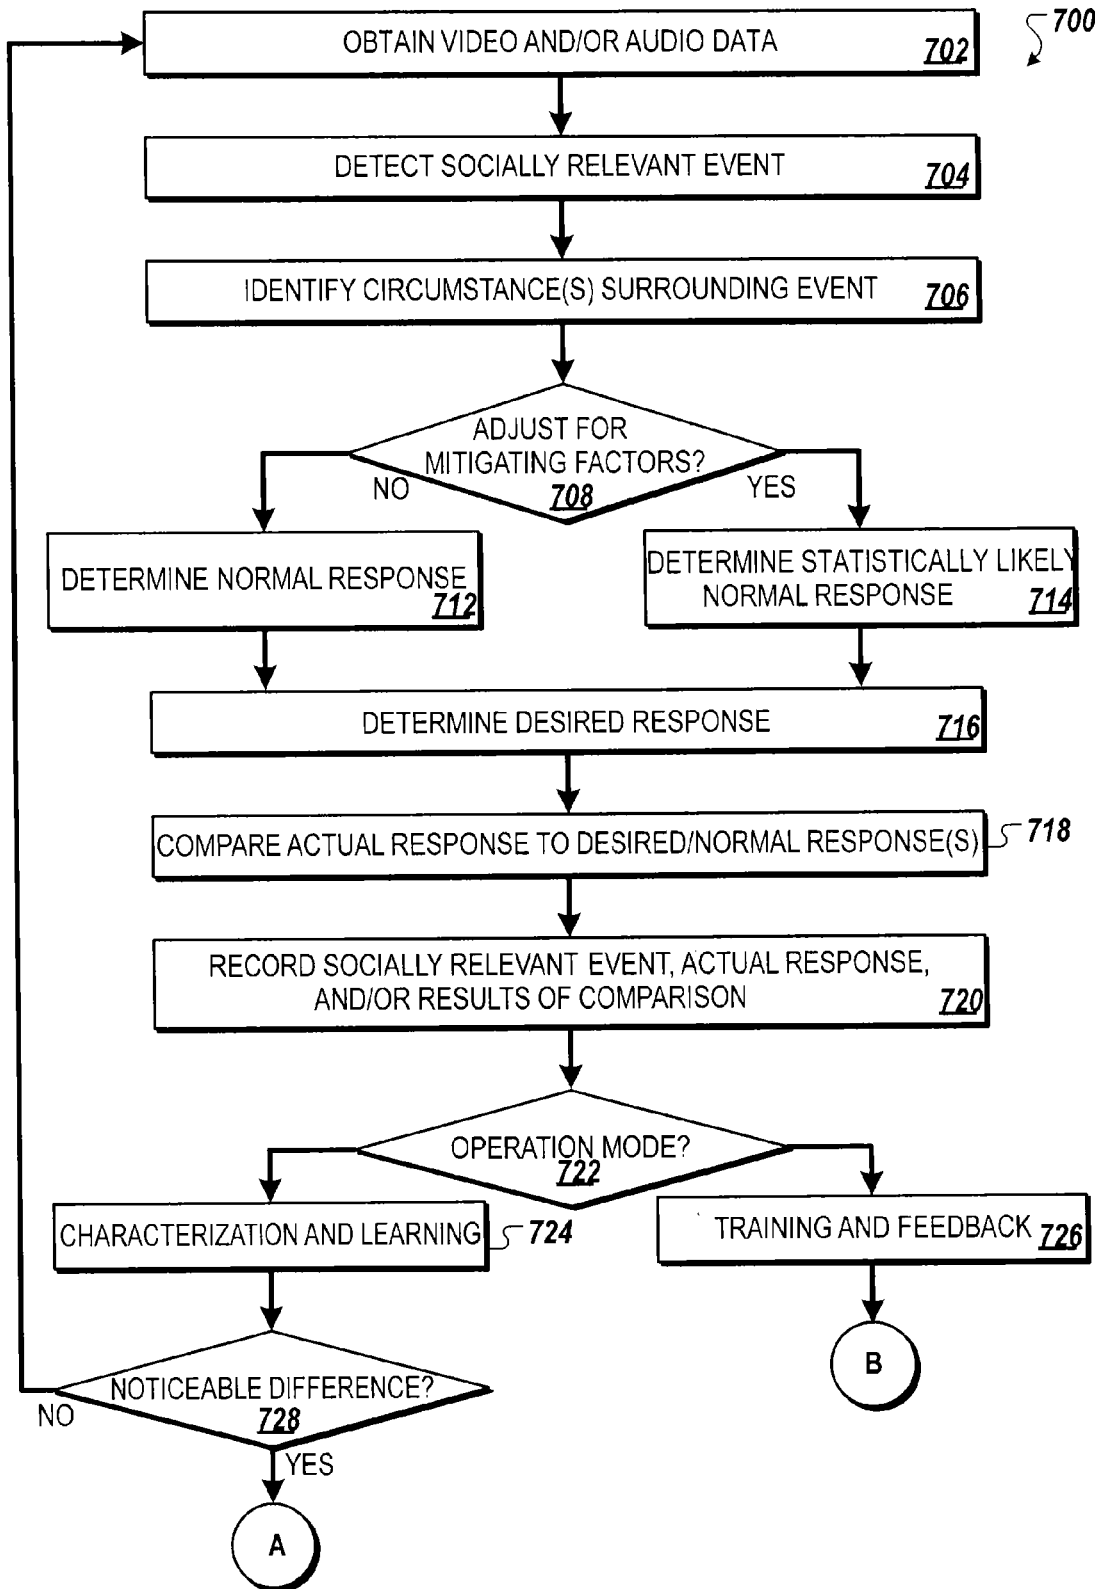 700
OBTAIN VIDEO AND/OR AUDIO DATA 702
DETECT SOCIALLY RELEVANT EVENT 704
IDENTIFY CIRCUMSTANCE(S) SURROUNDING EVENT 706
ADJUST FOR
MITIGATING FACTORS?
708
NO
YES
DETERMINE NORMAL RESPONSE
712
DETERMINE STATISTICALLY LIKELY
NORMAL RESPONSE 714
DETERMINE DESIRED RESPONSE 716
COMPARE ACTUAL RESPONSE TO DESIRED/NORMAL RESPONSE(S) 718
RECORD SOCIALLY RELEVANT EVENT, ACTUAL RESPONSE,
AND/OR RESULTS OF COMPARISON 720
OPERATION MODE?
722
CHARACTERIZATION AND LEARNING 724
TRAINING AND FEEDBACK 726
B
NOTICEABLE DIFFERENCE?
728
NO
YES
A